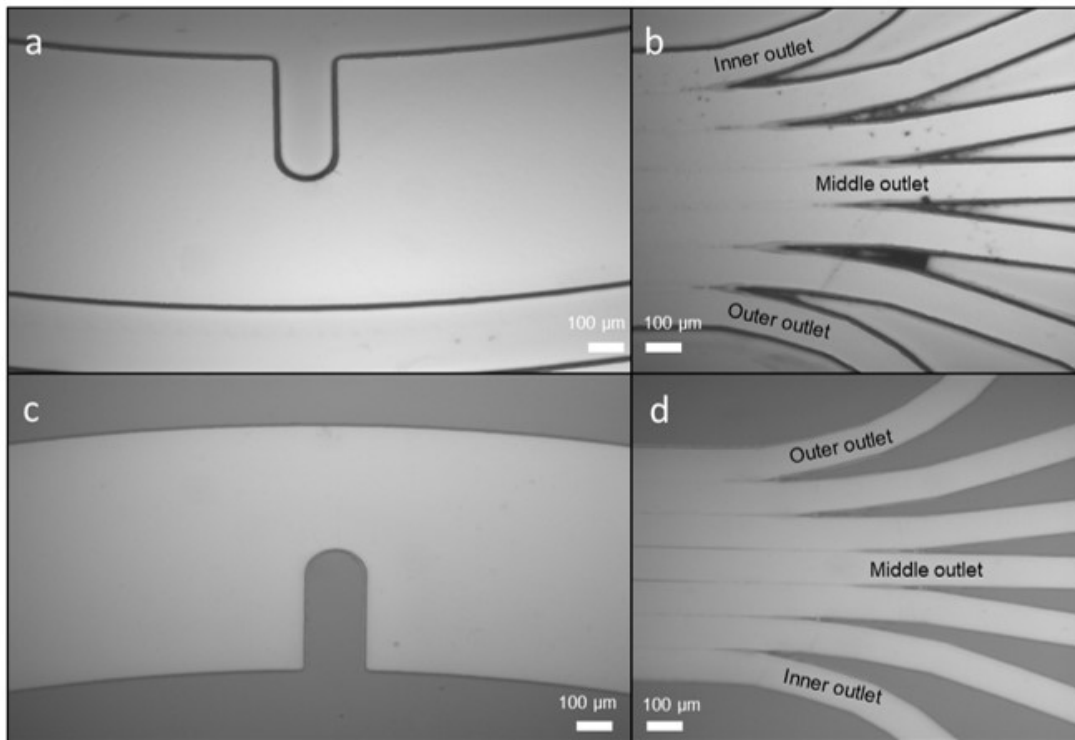 a
b
Inner outlet
Middle outlet
Outer outlet
100 µm
100 µm
c
d
Outer outlet
Middle outlet
Inner outlet
100 µm
100 µm